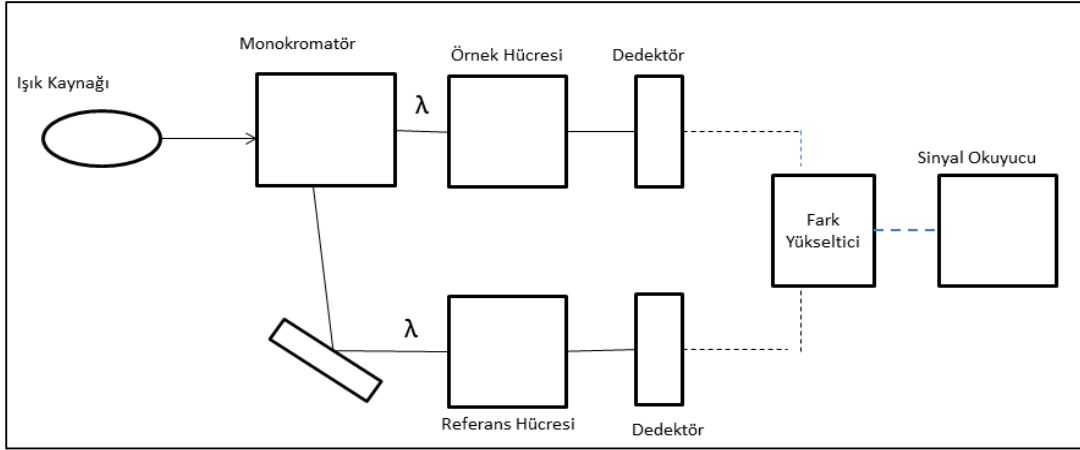 Işık Kaynağı
Monokromatör
λ
Örnek Hücresi
Dedektör
Sinyal Okuyucu
Fark
Yükseltici
λ
Referans Hücresi
Dedektör